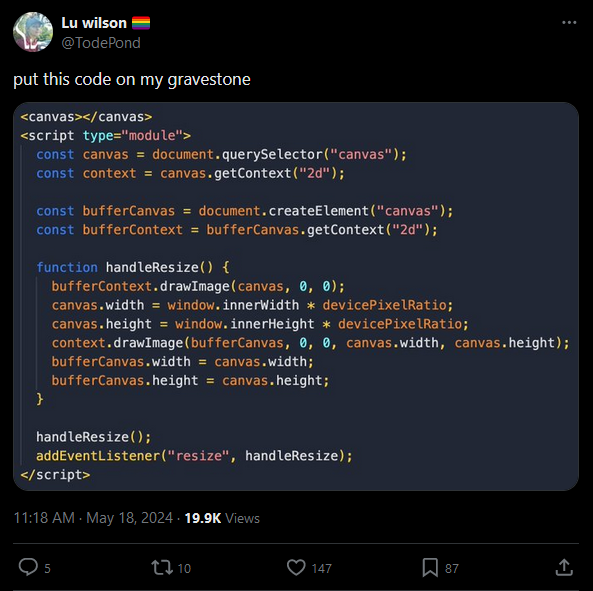 Lu wilson 🏳️‍🌈
@TodePond
put this code on my gravestone
<canvas></canvas>
<script type="module">
  const canvas = document.querySelector("canvas");
  const context = canvas.getContext("2d");

  const bufferCanvas = document.createElement("canvas");
  const bufferContext = bufferCanvas.getContext("2d");

  function handleResize() {
    bufferContext.drawImage(canvas, 0, 0);
    canvas.width = window.innerWidth * devicePixelRatio;
    canvas.height = window.innerHeight * devicePixelRatio;
    context.drawImage(bufferCanvas, 0, 0, canvas.width, canvas.height);
    bufferCanvas.width = canvas.width;
    bufferCanvas.height = canvas.height;
  }

  handleResize();
  addEventListener("resize", handleResize);
</script>
11:18 AM · May 18, 2024 · 19.9K Views
5 10 147 87